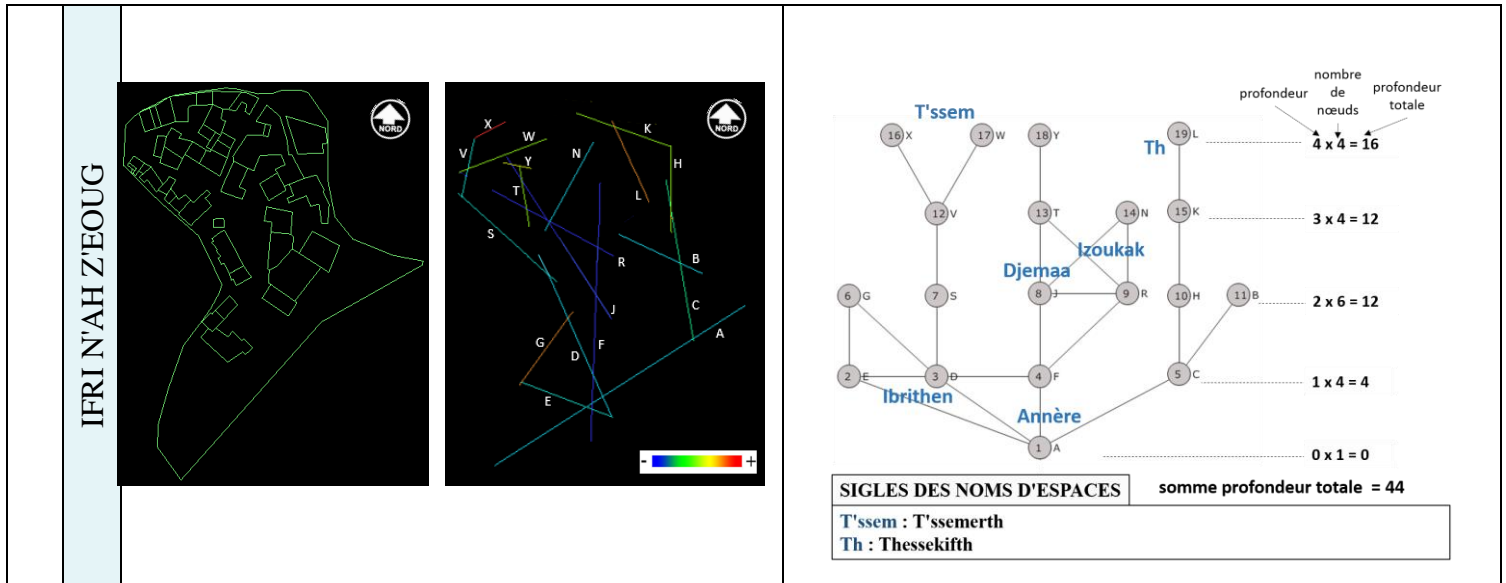 IFRI N'AH Z'EOUG
NORD
NORD
X
W
V
Y
T
N
K
H
L
S
R
B
C
J
A
G
D
F
E
- +
nombre
de
nœuds
profondeur
profondeur
totale
T'ssem
16 X
17 W
18 Y
19 L
Th
4 x 4 = 16
12 V
13 T
14 N
15 K
3 x 4 = 12
Izoukak
Djemaa
6 G
7 S
8 J
9 R
10 H
11 B
2 x 6 = 12
2 E
3 D
4 F
5 C
1 x 4 = 4
Ibrithen
Annère
1 A
0 x 1 = 0
SIGLES DES NOMS D'ESPACES
somme profondeur totale = 44
T'ssem : T'ssemerth
Th : Thessekifth